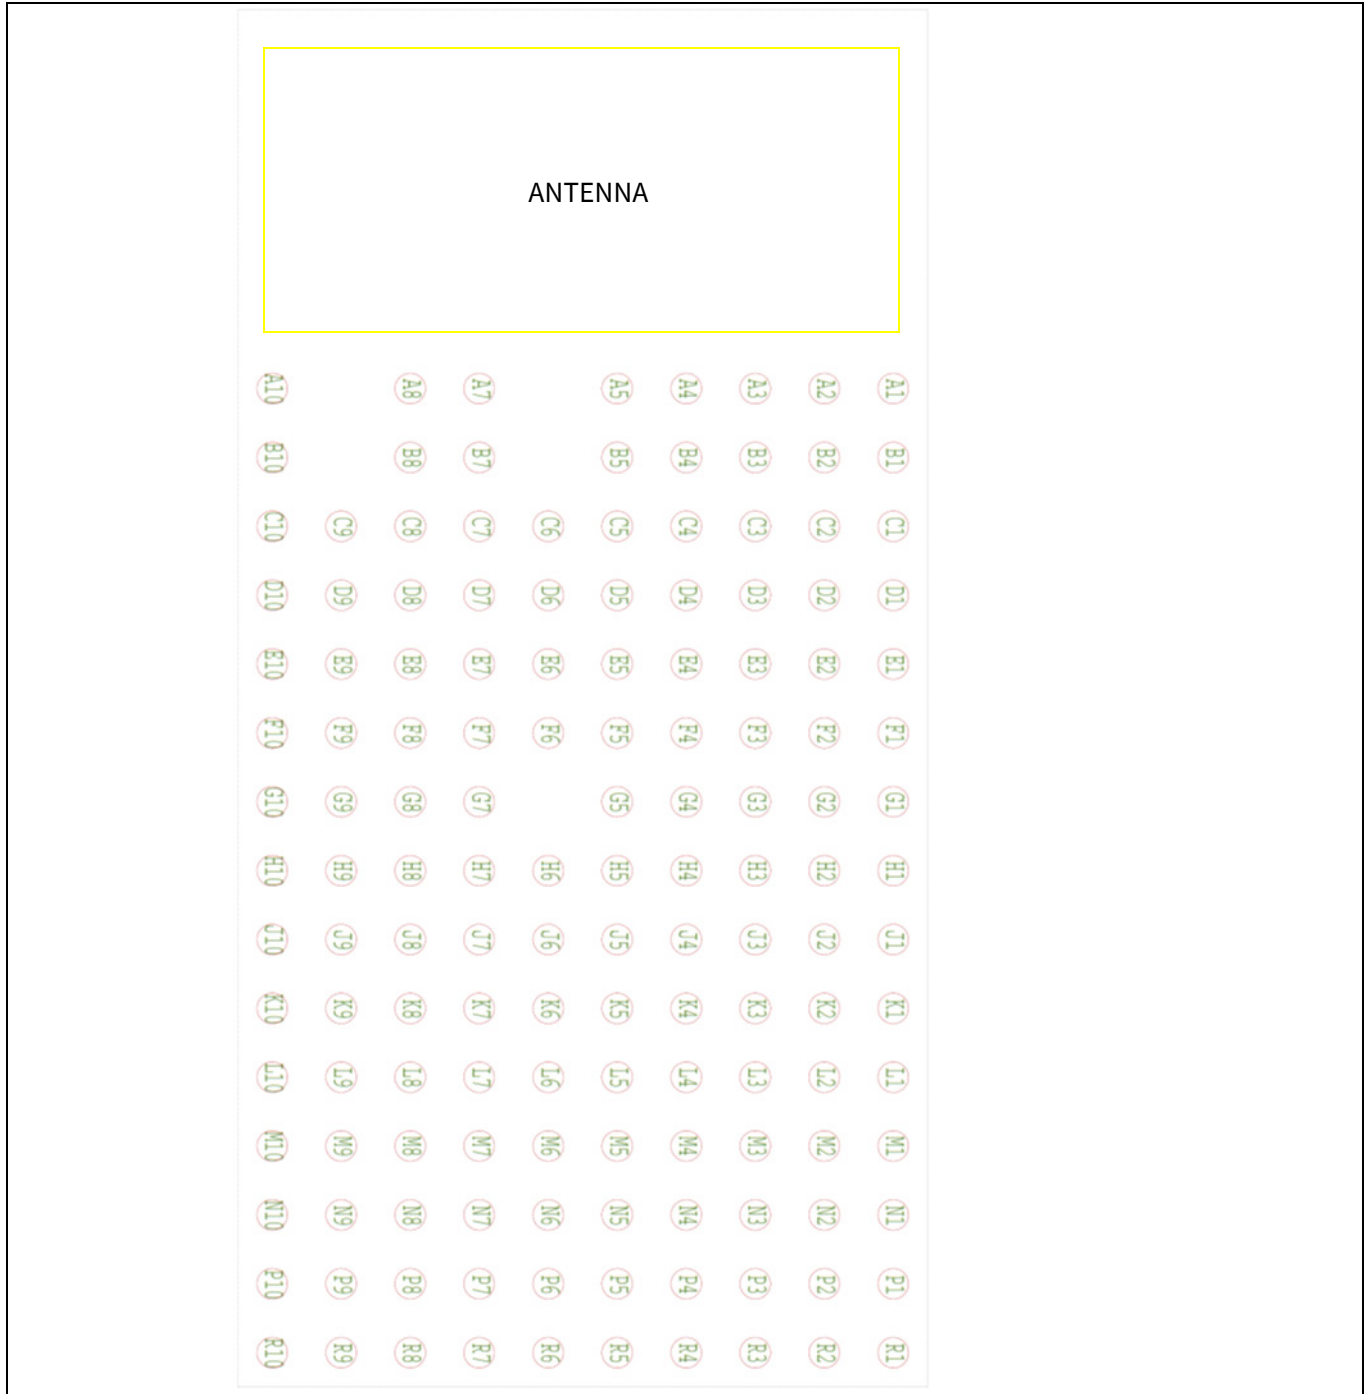 ANTENNA
A10 A8 A7 A5 A4 A3 A2 A1
B10 B8 B7 B5 B4 B3 B2 B1
C10 C9 C8 C7 C6 C5 C4 C3 C2 C1
D10 D9 D8 D7 D6 D5 D4 D3 D2 D1
E10 E9 E8 E7 E6 E5 E4 E3 E2 E1
F10 F9 F8 F7 F6 F5 F4 F3 F2 F1
G10 G9 G8 G7 G5 G4 G3 G2 G1
H10 H9 H8 H7 H6 H5 H4 H3 H2 H1
J10 J9 J8 J7 J6 J5 J4 J3 J2 J1
K10 K9 K8 K7 K6 K5 K4 K3 K2 K1
L10 L9 L8 L7 L6 L5 L4 L3 L2 L1
M10 M9 M8 M7 M6 M5 M4 M3 M2 M1
N10 N9 N8 N7 N6 N5 N4 N3 N2 N1
P10 P9 P8 P7 P6 P5 P4 P3 P2 P1
R10 R9 R8 R7 R6 R5 R4 R3 R2 R1